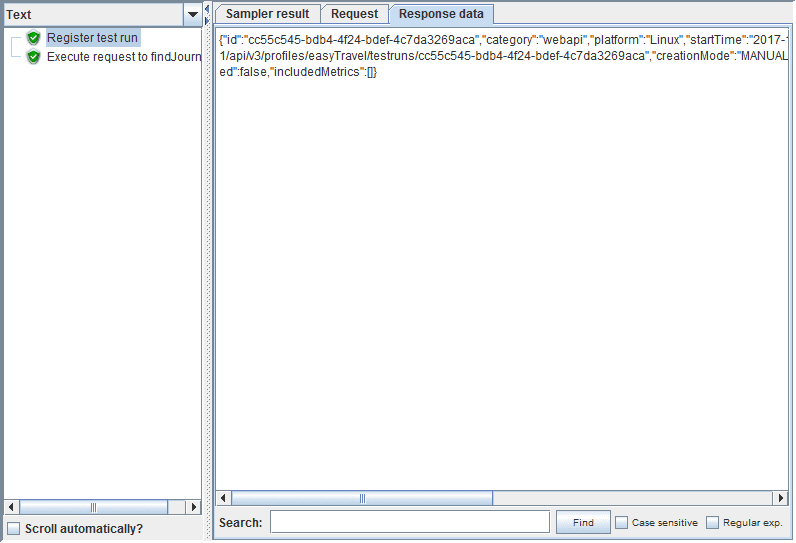 Text
Register test run
Execute request to findJourn
Sampler result
Request
Response data
{"id":"cc55c545-bdb4-4f24-bdef-4c7da3269aca","category":"webapi","platform":"Linux","startTime":"2017-1
1/api/v3/profiles/easyTravel/testruns/cc55c545-bdb4-4f24-bdef-4c7da3269aca","creationMode":"MANUAL
ed":false,"includedMetrics":[]}
Scroll automatically?
Search:
Find
Case sensitive
Regular exp.